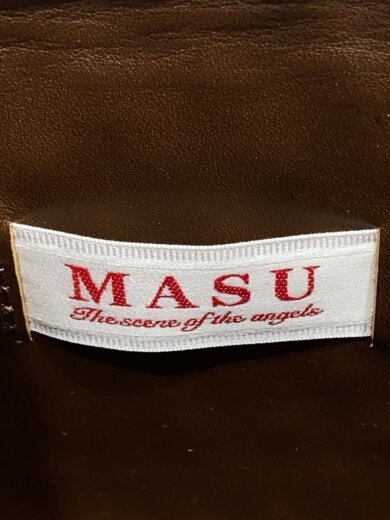 MASU
The scene of the angels